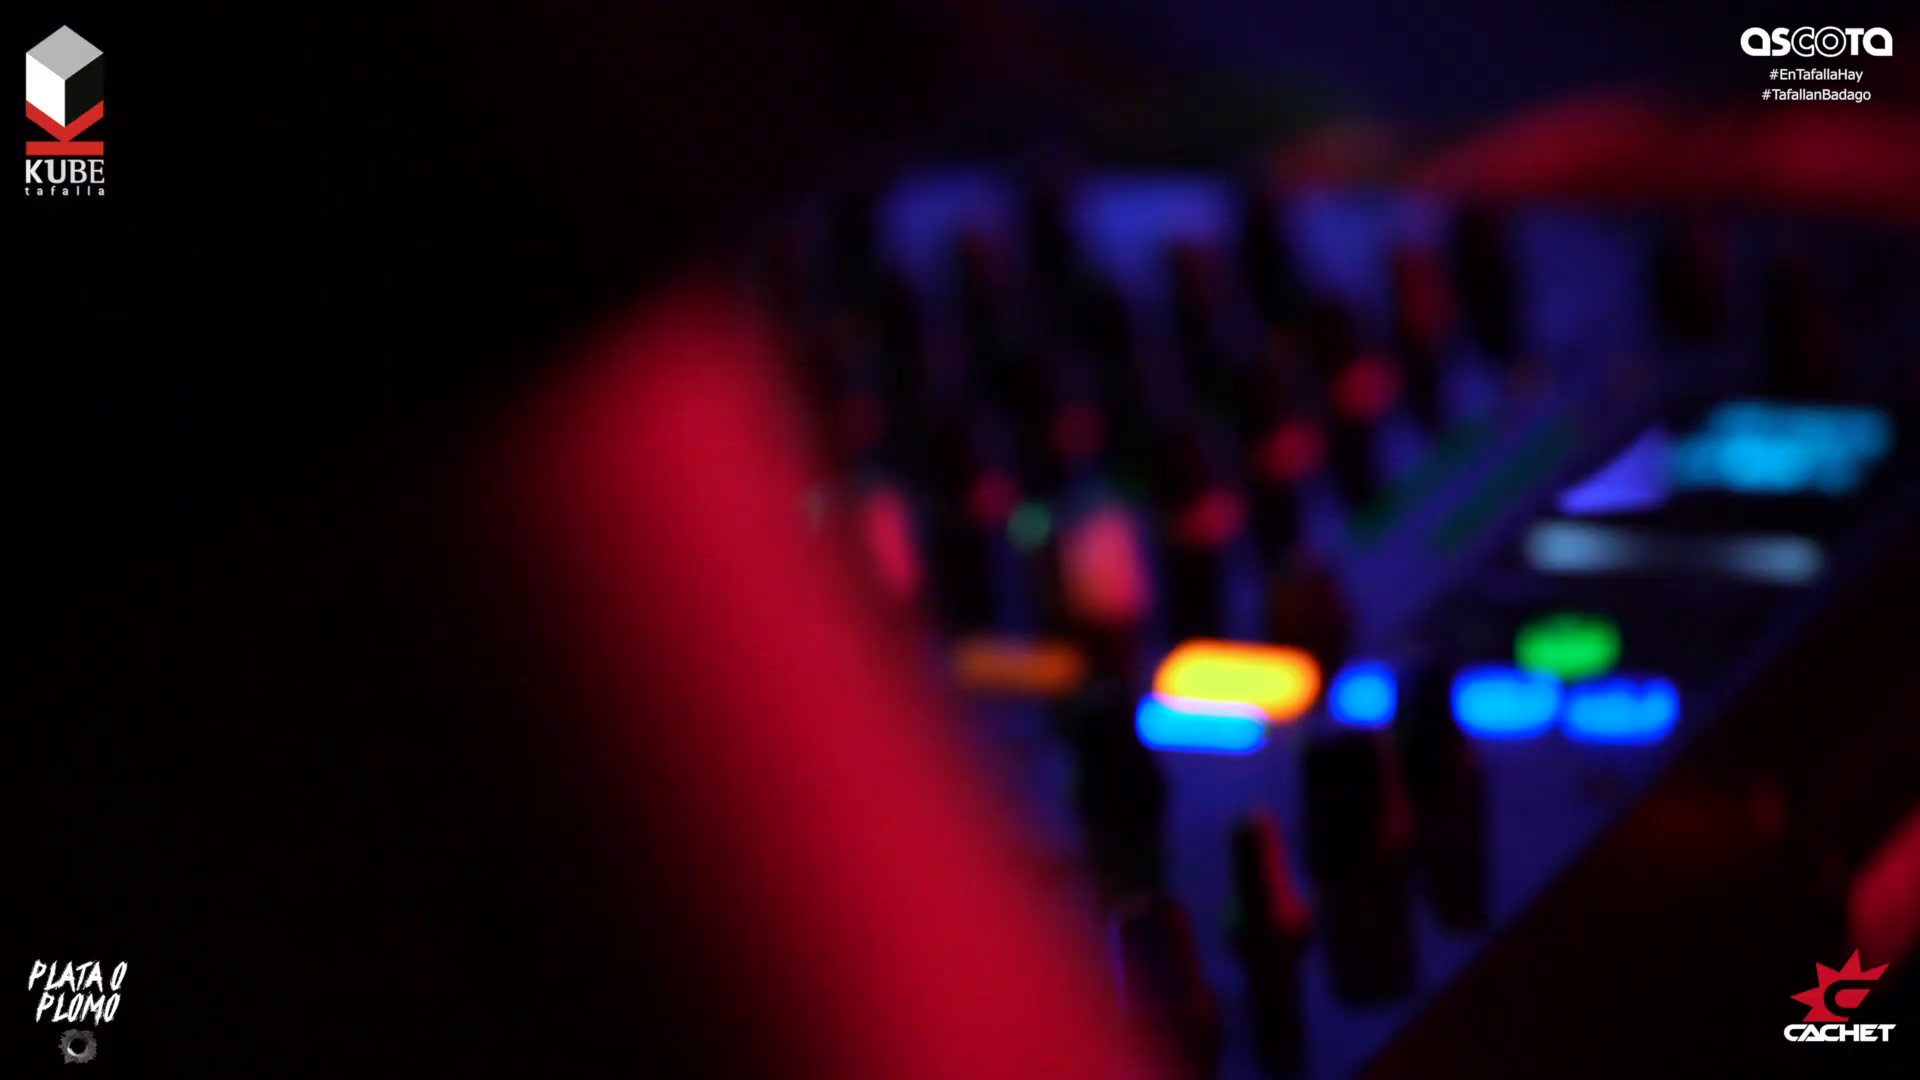 KUBE
tafalla
ascota
#EnTafallaHay
#TafallanBadago
PLATA O
PLOMO
CACHET